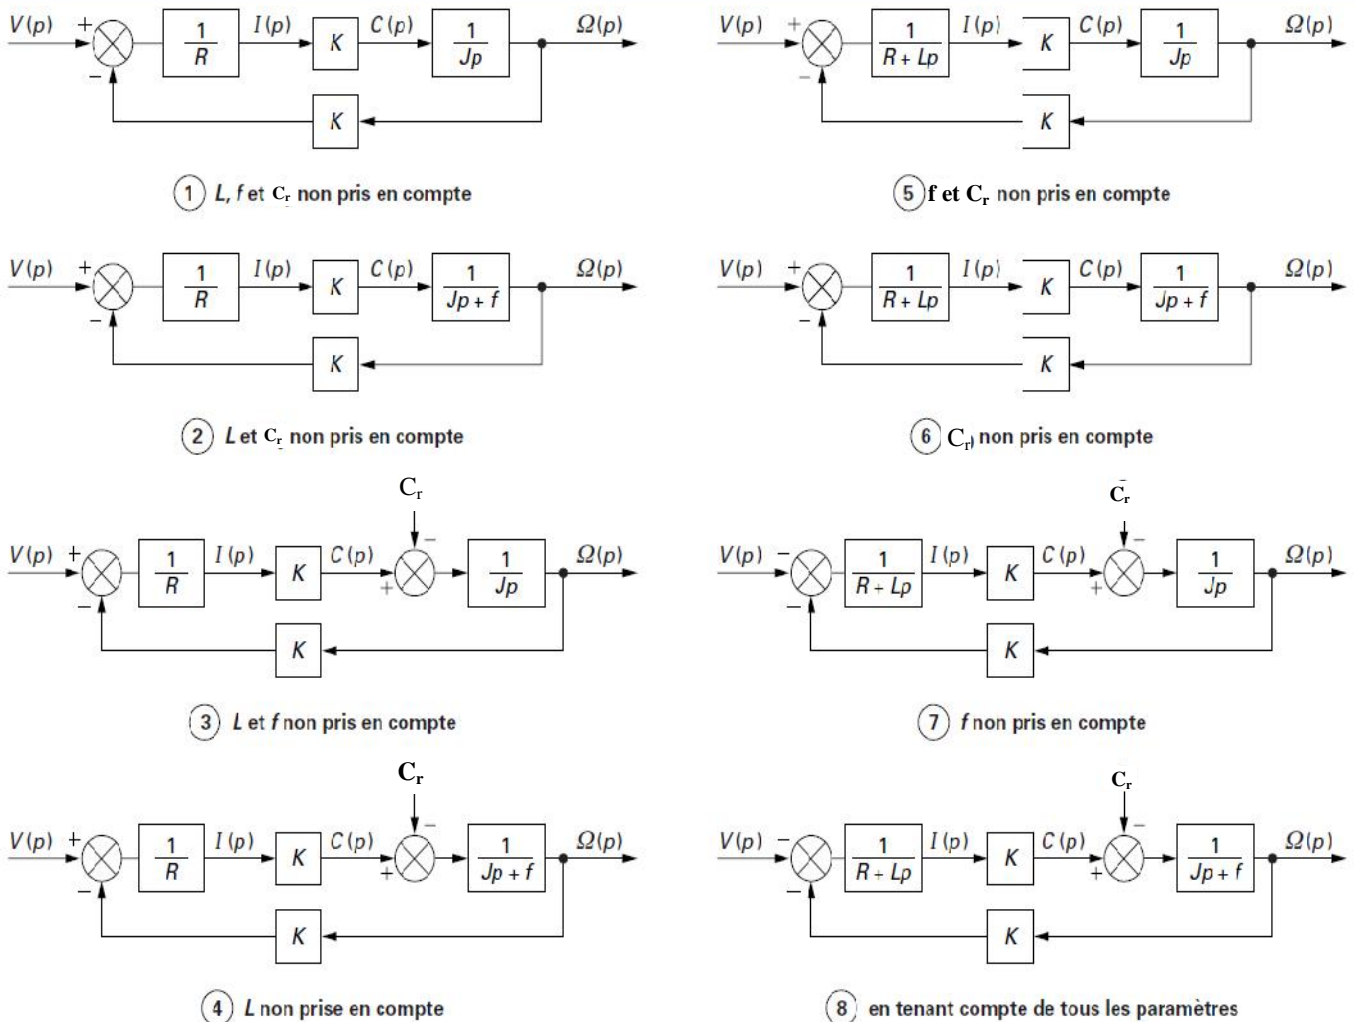 V(p) + 1/R I(p) K C(p) 1/Jp Ω(p)
−
K
1 L, f et Cr non pris en compte
V(p) + 1/(R + Lp) I(p) K C(p) 1/Jp Ω(p)
−
K
5 f et Cr non pris en compte
V(p) + 1/R I(p) K C(p) 1/(Jp + f) Ω(p)
−
K
2 L et Cr non pris en compte
V(p) + 1/(R + Lp) I(p) K C(p) 1/(Jp + f) Ω(p)
−
K
6 Cr) non pris en compte
Cr
−
V(p) + 1/R I(p) K C(p) + 1/Jp Ω(p)
−
K
3 L et f non pris en compte
Cr
−
V(p) − 1/(R + Lp) I(p) K C(p) + 1/Jp Ω(p)
−
K
7 f non pris en compte
Cr
−
V(p) + 1/R I(p) K C(p) + 1/(Jp + f) Ω(p)
−
K
4 L non prise en compte
Cr
−
V(p) − 1/(R + Lp) I(p) K C(p) + 1/(Jp + f) Ω(p)
−
K
8 en tenant compte de tous les paramètres